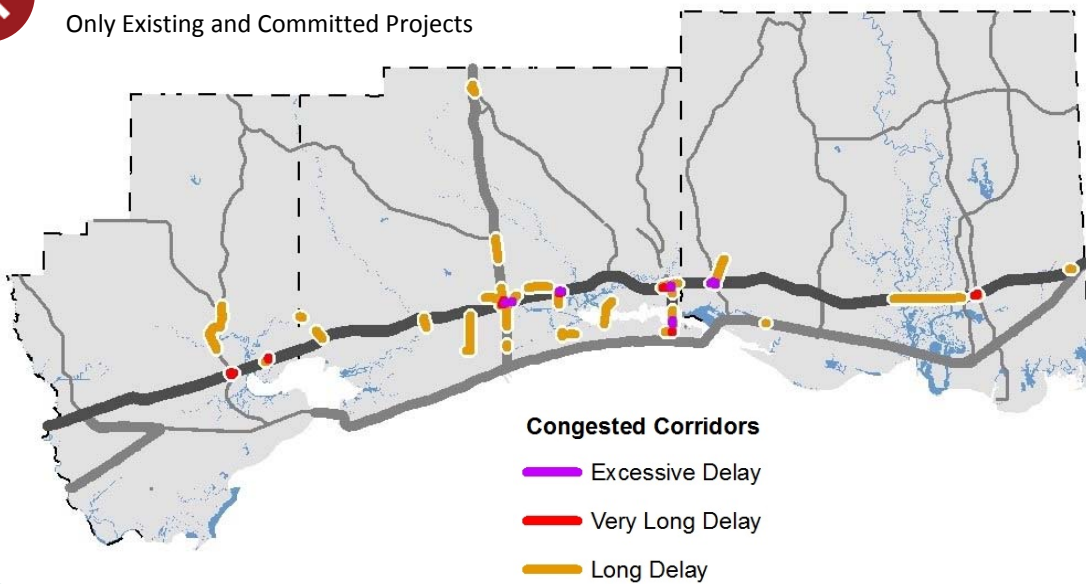 Only Existing and Committed Projects
Congested Corridors
Excessive Delay
Very Long Delay
Long Delay